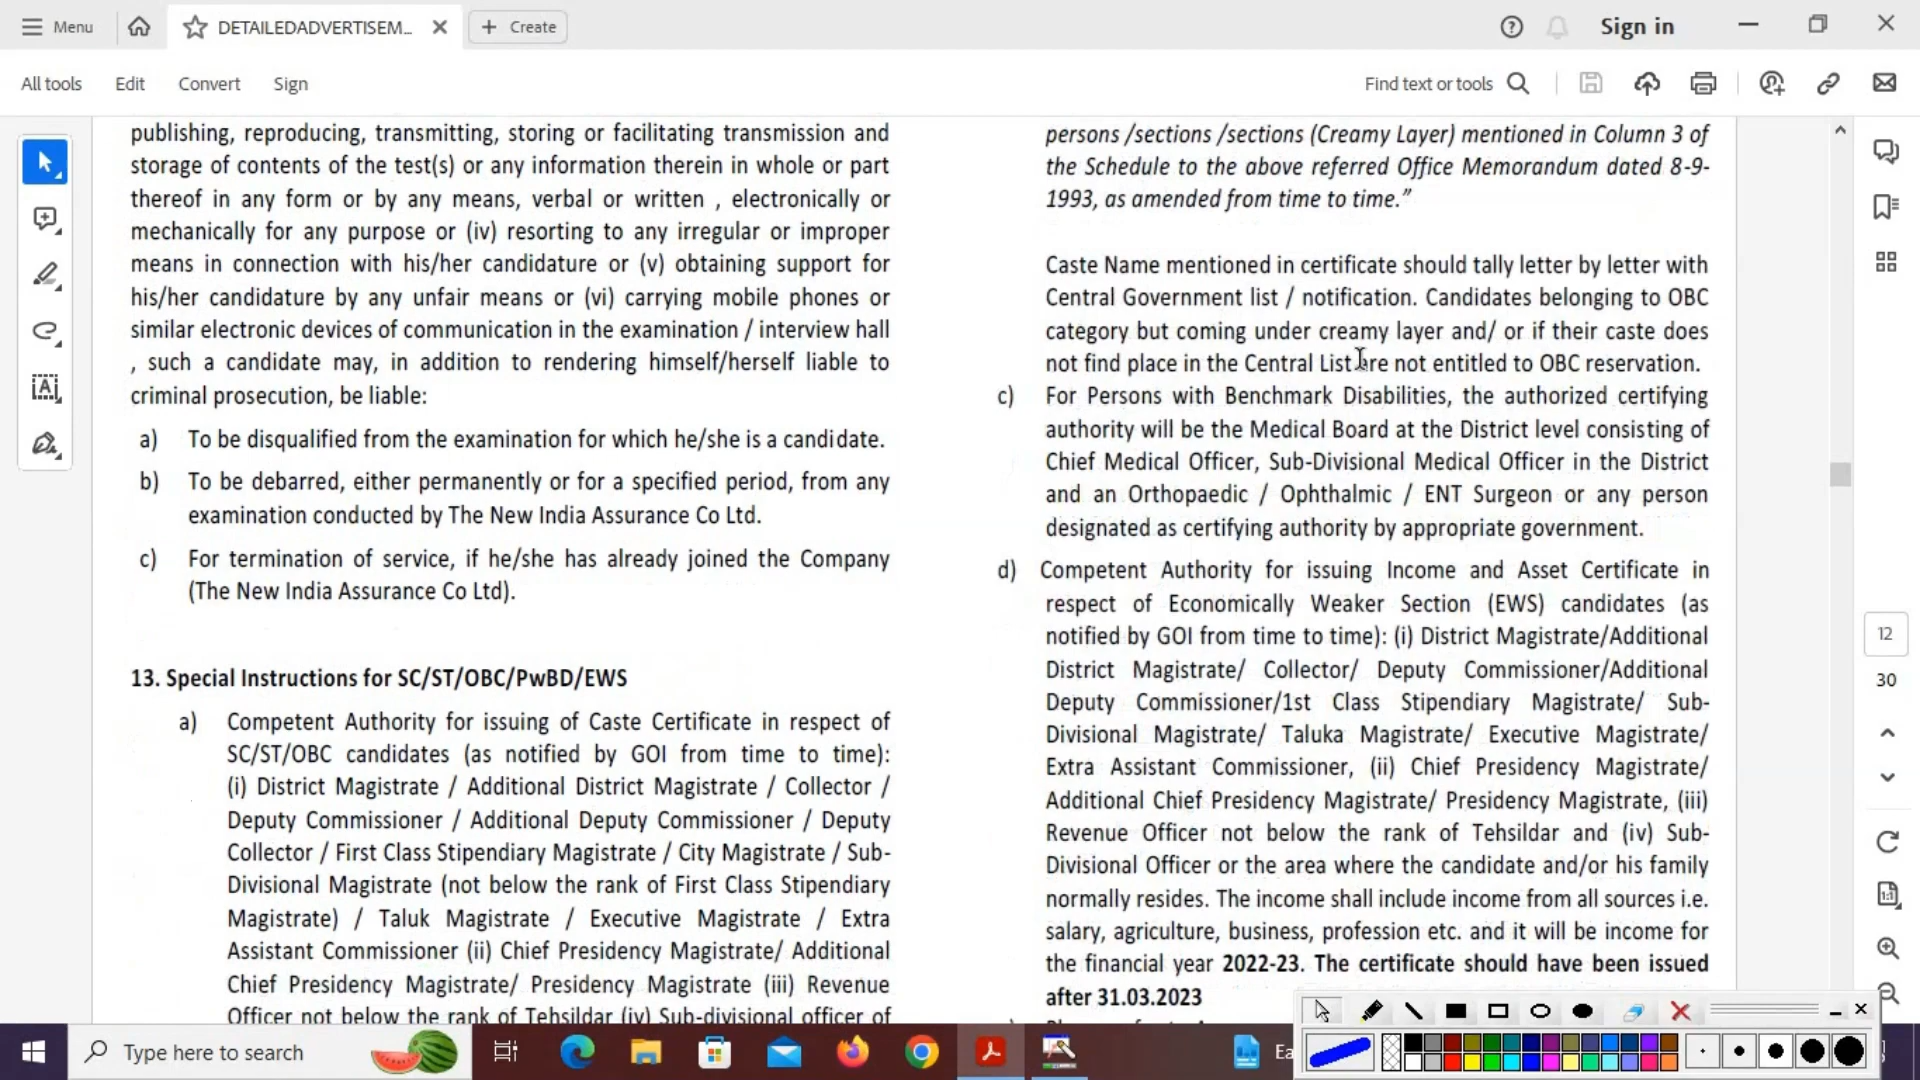 Menu
DETAILEDADVERTISEM...
Create
Sign in
All tools
Edit
Convert
Sign
Find text or tools
publishing, reproducing, transmitting, storing or facilitating transmission and
storage of contents of the test(s) or any information therein in whole or part
thereof in any form or by any means, verbal or written , electronically or
mechanically for any purpose or (iv) resorting to any irregular or improper
means in connection with his/her candidature or (v) obtaining support for
his/her candidature by any unfair means or (vi) carrying mobile phones or
similar electronic devices of communication in the examination / interview hall
, such a candidate may, in addition to rendering himself/herself liable to
criminal prosecution, be liable:
a) To be disqualified from the examination for which he/she is a candidate.
b) To be debarred, either permanently or for a specified period, from any
examination conducted by The New India Assurance Co Ltd.
c) For termination of service, if he/she has already joined the Company
(The New India Assurance Co Ltd).
13. Special Instructions for SC/ST/OBC/PwBD/EWS
a) Competent Authority for issuing of Caste Certificate in respect of
SC/ST/OBC candidates (as notified by GOI from time to time):
(i) District Magistrate / Additional District Magistrate / Collector /
Deputy Commissioner / Additional Deputy Commissioner / Deputy
Collector / First Class Stipendiary Magistrate / City Magistrate / Sub-
Divisional Magistrate (not below the rank of First Class Stipendiary
Magistrate) / Taluk Magistrate / Executive Magistrate / Extra
Assistant Commissioner (ii) Chief Presidency Magistrate/ Additional
Chief Presidency Magistrate/ Presidency Magistrate (iii) Revenue
Officer not below the rank of Tehsildar (iv) Sub-divisional officer of
persons /sections /sections (Creamy Layer) mentioned in Column 3 of
the Schedule to the above referred Office Memorandum dated 8-9-
1993, as amended from time to time.”
Caste Name mentioned in certificate should tally letter by letter with
Central Government list / notification. Candidates belonging to OBC
category but coming under creamy layer and/ or if their caste does
not find place in the Central List are not entitled to OBC reservation.
c) For Persons with Benchmark Disabilities, the authorized certifying
authority will be the Medical Board at the District level consisting of
Chief Medical Officer, Sub-Divisional Medical Officer in the District
and an Orthopaedic / Ophthalmic / ENT Surgeon or any person
designated as certifying authority by appropriate government.
d) Competent Authority for issuing Income and Asset Certificate in
respect of Economically Weaker Section (EWS) candidates (as
notified by GOI from time to time): (i) District Magistrate/Additional
District Magistrate/ Collector/ Deputy Commissioner/Additional
Deputy Commissioner/1st Class Stipendiary Magistrate/ Sub-
Divisional Magistrate/ Taluka Magistrate/ Executive Magistrate/
Extra Assistant Commissioner, (ii) Chief Presidency Magistrate/
Additional Chief Presidency Magistrate/ Presidency Magistrate, (iii)
Revenue Officer not below the rank of Tehsildar and (iv) Sub-
Divisional Officer or the area where the candidate and/or his family
normally resides. The income shall include income from all sources i.e.
salary, agriculture, business, profession etc. and it will be income for
the financial year 2022-23. The certificate should have been issued
after 31.03.2023
12
30
Type here to search
Ea